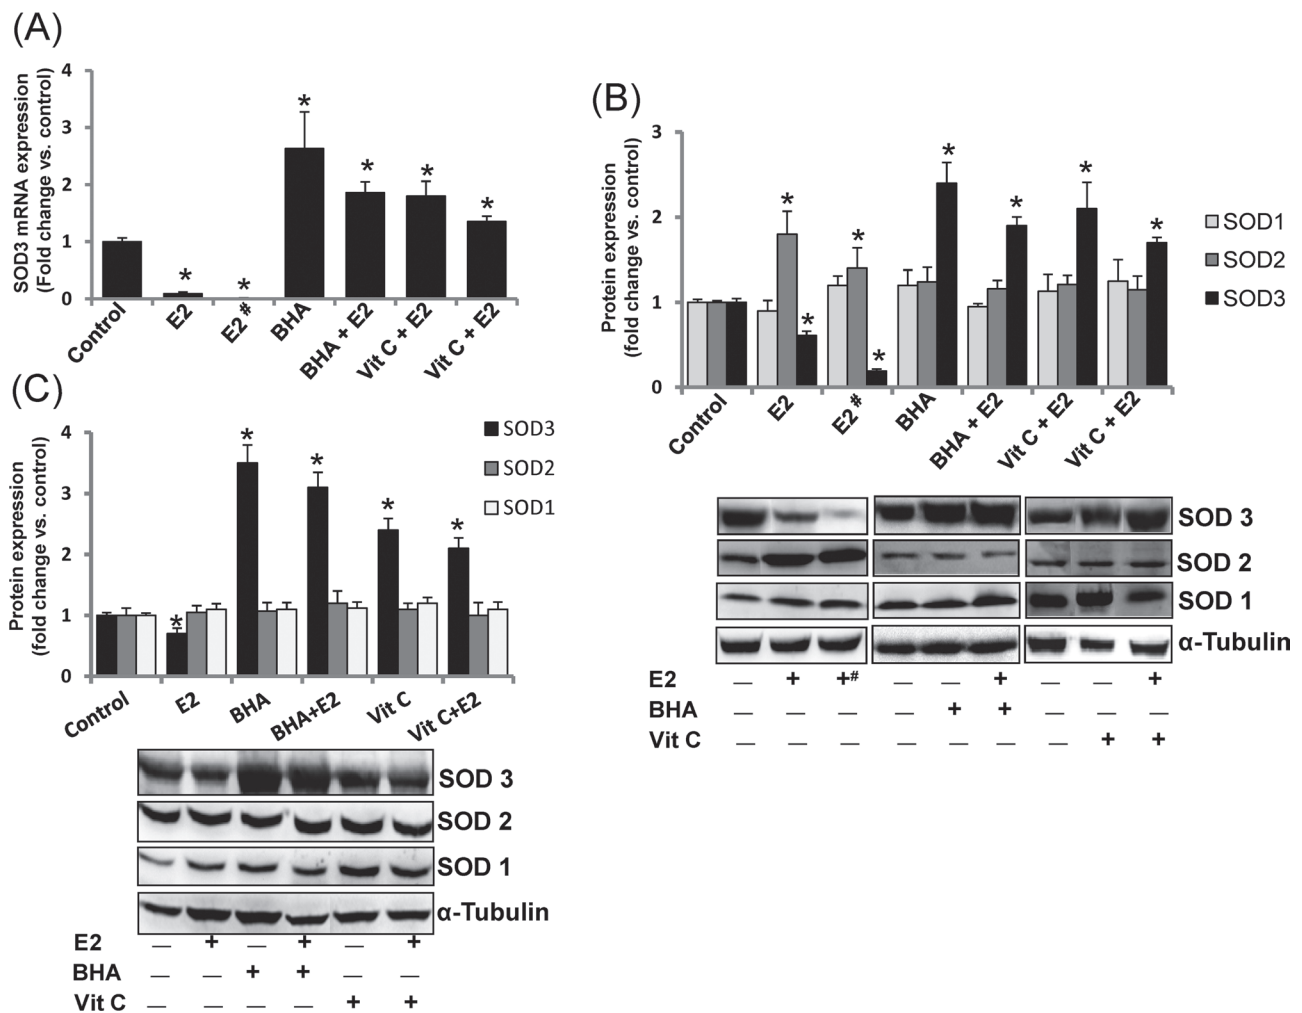 (A)
SOD3 mRNA expression
(Fold change vs. control)
4
3
2
1
0
*
*
*
*
*
*
Control
E2
E2 #
BHA
BHA + E2
Vit C + E2
Vit C + E2
(B)
Protein expression
(fold change vs. control)
3
2
1
0
*
*
*
*
*
*
*
*
SOD1
SOD2
SOD3
Control
E2
E2 #
BHA
BHA + E2
Vit C + E2
Vit C + E2
SOD 3
SOD 2
SOD 1
α-Tubulin
E2 — + +# — — + — — +
BHA — — — — + + — — —
Vit C — — — — — — — + +
(C)
Protein expression
(fold change vs. control)
4
3
2
1
0
*
*
*
*
*
SOD3
SOD2
SOD1
Control
E2
BHA
BHA+E2
Vit C
Vit C+E2
SOD 3
SOD 2
SOD 1
α-Tubulin
E2 — + — + — +
BHA — — + + — —
Vit C — — — — + +